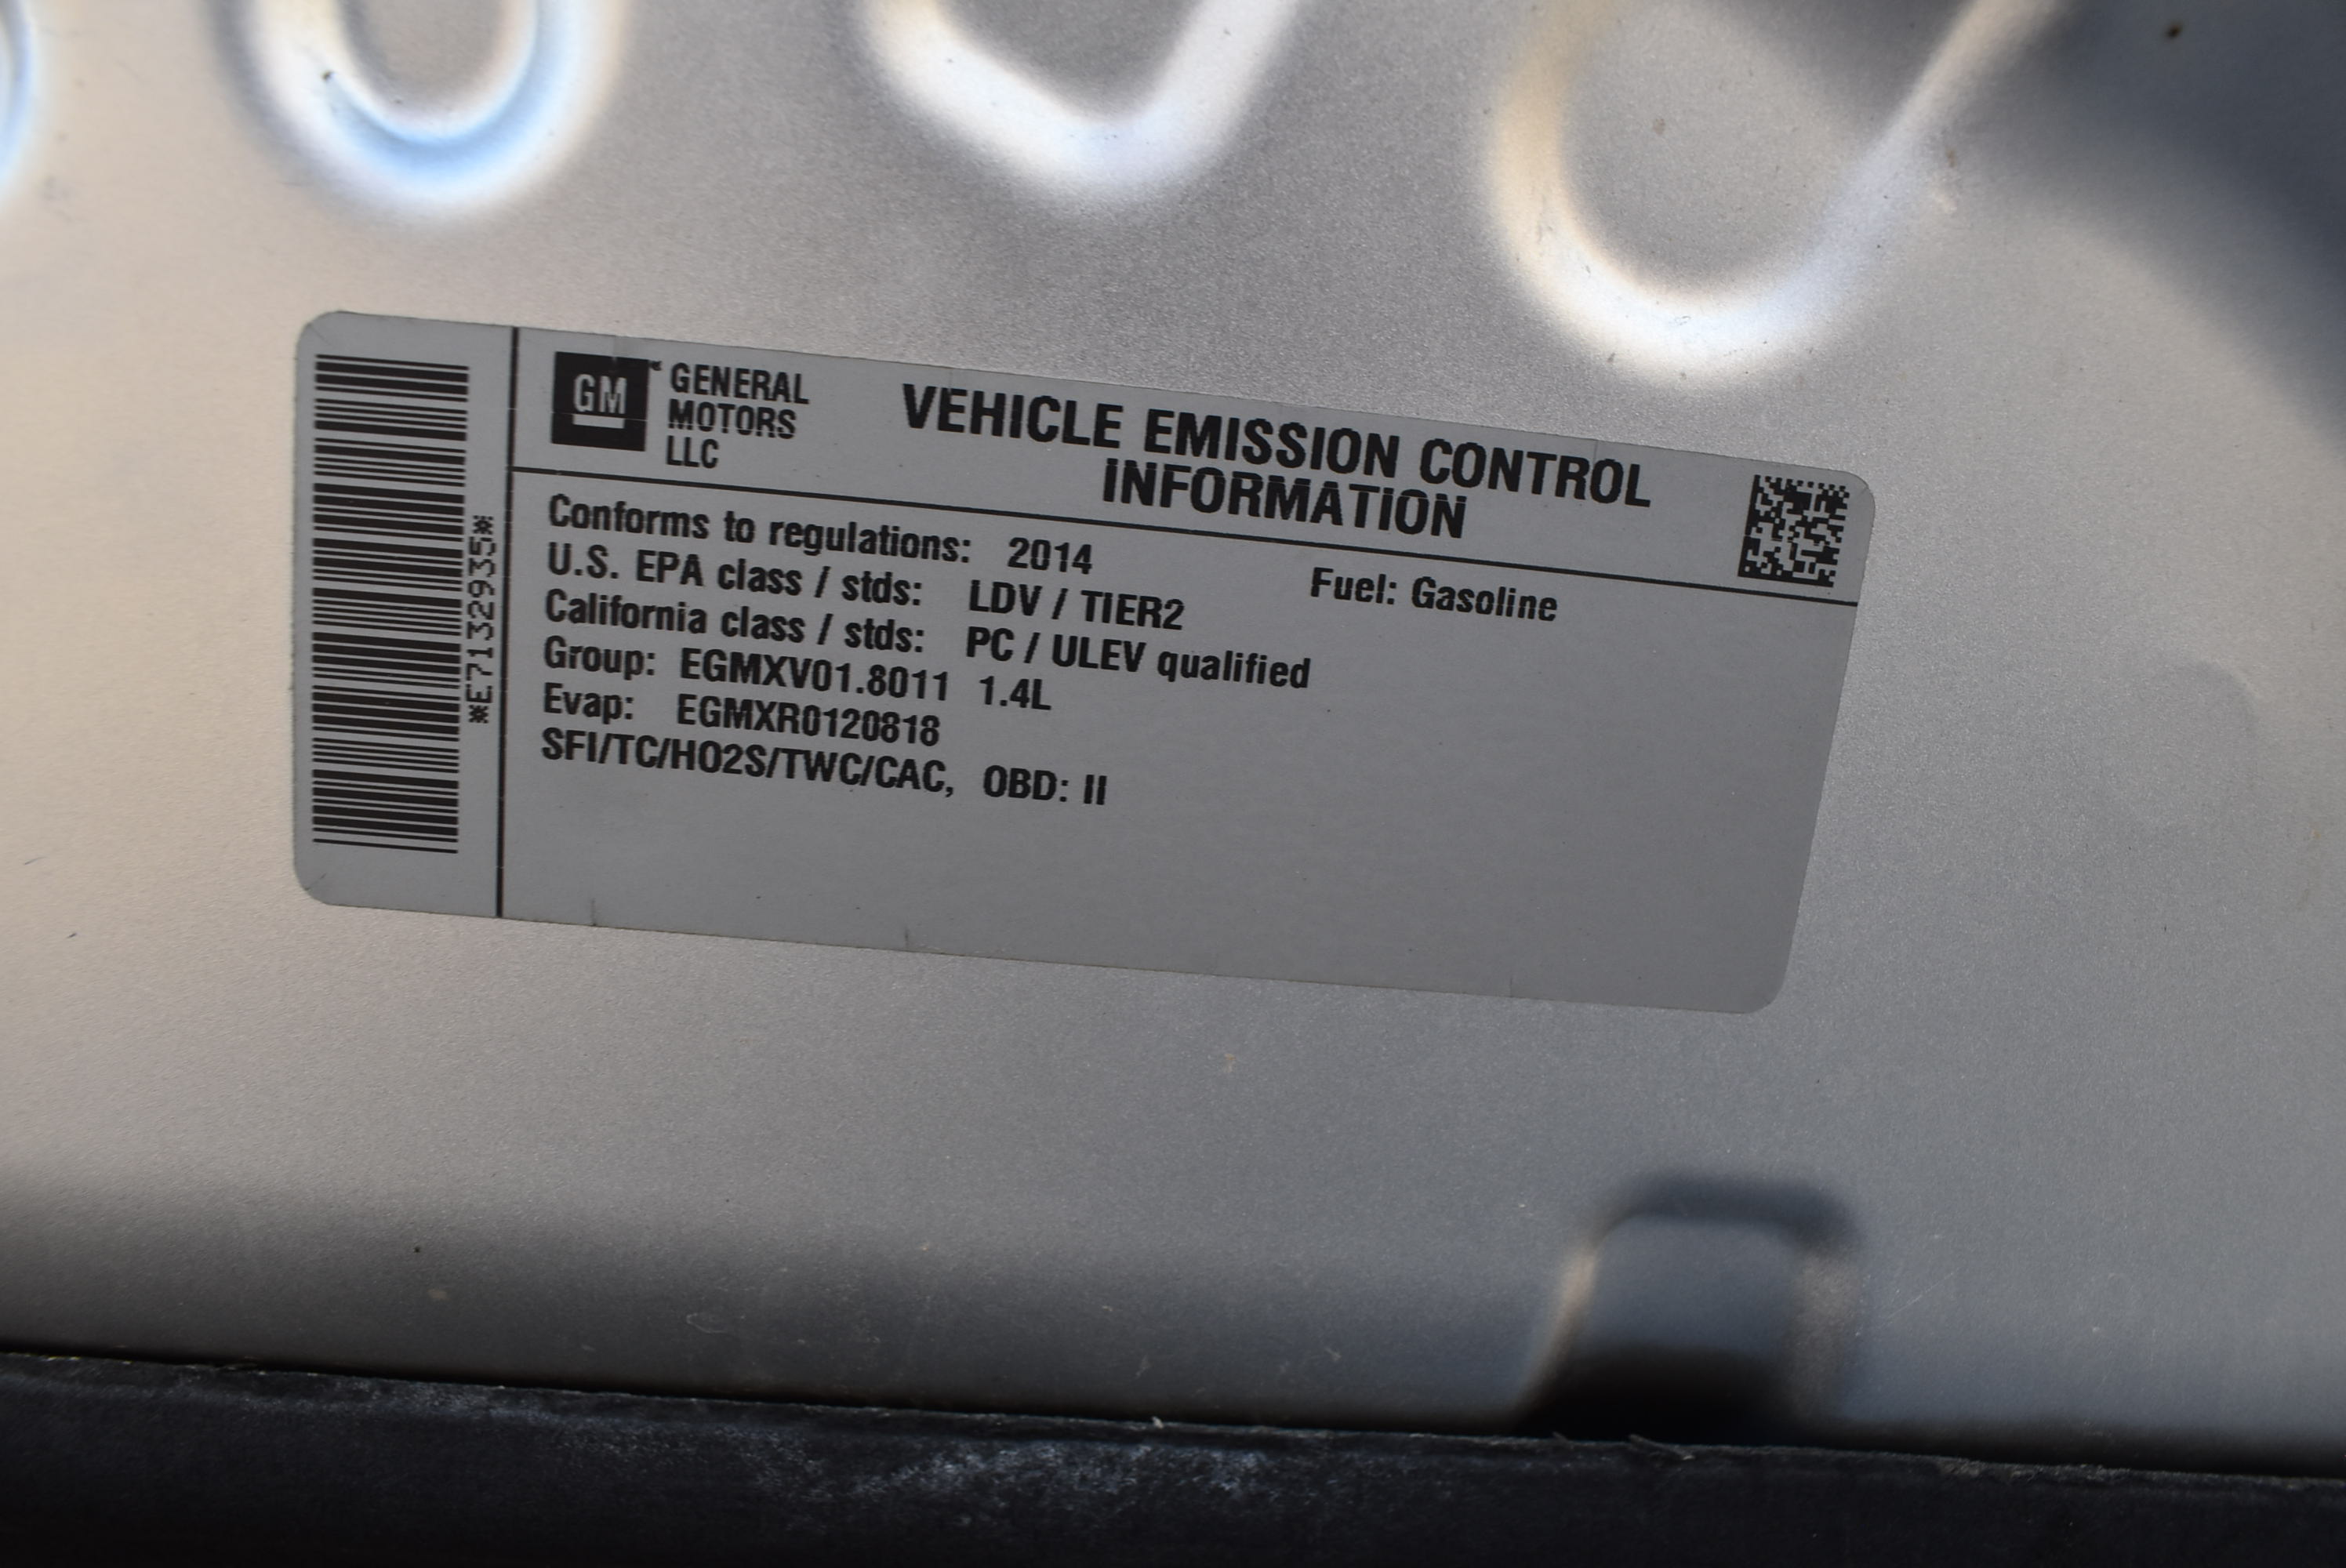 *E7132935*
GM
GENERAL
MOTORS
LLC
VEHICLE EMISSION CONTROL
INFORMATION
Conforms to regulations: 2014 Fuel: Gasoline
U.S. EPA class / stds: LDV / TIER2
California class / stds: PC / ULEV qualified
Group: EGMXV01.8011 1.4L
Evap: EGMXR0120818
SFI/TC/HO2S/TWC/CAC, OBD: II